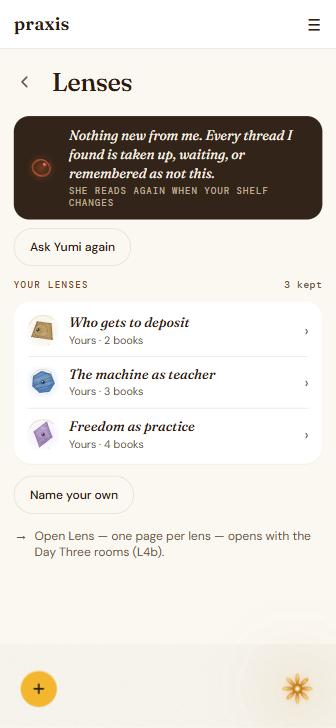 praxis
Lenses
Nothing new from me. Every thread I
found is taken up, waiting, or
remembered as not this.
SHE READS AGAIN WHEN YOUR SHELF
CHANGES
Ask Yumi again
YOUR LENSES 3 kept
Who gets to deposit
Yours · 2 books
The machine as teacher
Yours · 3 books
Freedom as practice
Yours · 4 books
Name your own
→ Open Lens — one page per lens — opens with the
Day Three rooms (L4b).